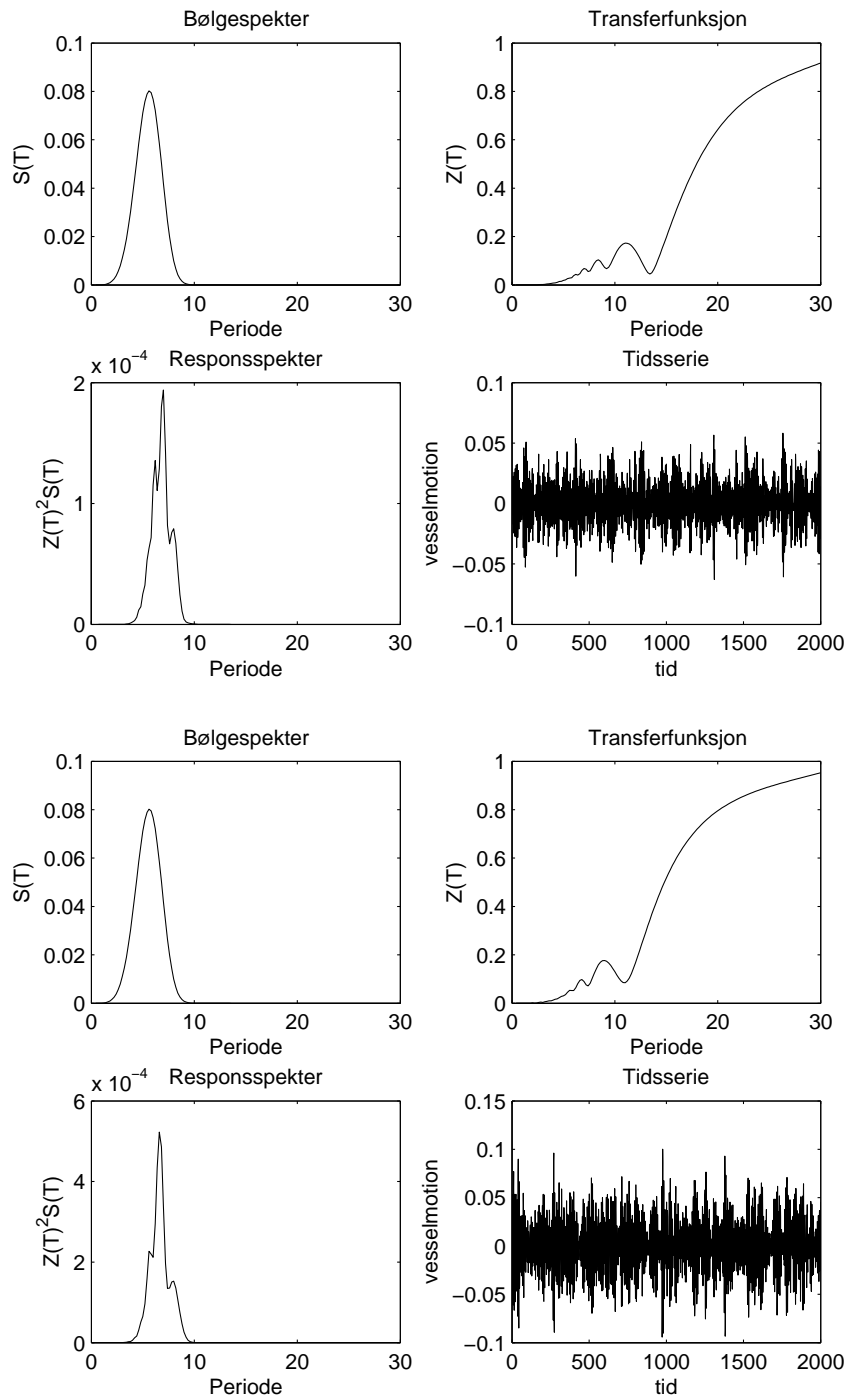 Bølgespekter
0.1
0.08
0.06
0.04
0.02
0
S(T)
0 10 20 30
Periode
Transferfunksjon
1
0.8
0.6
0.4
0.2
0
Z(T)
0 10 20 30
Periode
x 10⁻⁴ Responsspekter
2
1
0
Z(T)²S(T)
0 10 20 30
Periode
Tidsserie
0.1
0.05
0
−0.05
−0.1
vesselmotion
0 500 1000 1500 2000
tid
Bølgespekter
0.1
0.08
0.06
0.04
0.02
0
S(T)
0 10 20 30
Periode
Transferfunksjon
1
0.8
0.6
0.4
0.2
0
Z(T)
0 10 20 30
Periode
x 10⁻⁴ Responsspekter
6
4
2
0
Z(T)²S(T)
0 10 20 30
Periode
Tidsserie
0.15
0.1
0.05
0
−0.05
−0.1
vesselmotion
0 500 1000 1500 2000
tid